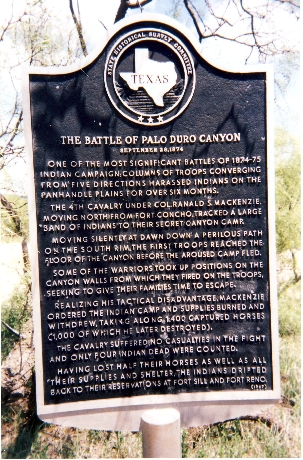 STATE HISTORICAL SURVEY COMMITTEE
TEXAS
THE BATTLE OF PALO DURO CANYON
SEPTEMBER 28, 1874
ONE OF THE MOST SIGNIFICANT BATTLES OF 1874-75
INDIAN CAMPAIGN; COLUMNS OF TROOPS CONVERGING
FROM FIVE DIRECTIONS HARASSED INDIANS ON THE
PANHANDLE PLAINS FOR OVER SIX MONTHS.
THE 4TH CAVALRY UNDER COL. RANALD S. MACKENZIE,
MOVING NORTH FROM FORT CONCHO, TRACKED A LARGE
BAND OF INDIANS TO THEIR SECRET CANYON CAMP.
MOVING SILENTLY AT DAWN DOWN A PERILOUS PATH
ON THE SOUTH RIM, THE FIRST TROOPS REACHED THE
FLOOR OF THE CANYON BEFORE THE AROUSED CAMP FLED.
SOME OF THE WARRIORS TOOK UP POSITIONS ON THE
CANYON WALLS FROM WHICH THEY FIRED ON THE TROOPS,
SEEKING TO GIVE THEIR FAMILIES TIME TO ESCAPE.
REALIZING HIS TACTICAL DISADVANTAGE, MACKENZIE
ORDERED THE INDIAN CAMP AND SUPPLIES BURNED AND
WITHDREW, TAKING ALONG 1,400 CAPTURED HORSES
(1,000 OF WHICH HE LATER DESTROYED).
THE CAVALRY SUFFERED NO CASUALTIES IN THE FIGHT
AND ONLY FOUR INDIAN DEAD WERE COUNTED.
HAVING LOST HALF THEIR HORSES AS WELL AS ALL
THEIR SUPPLIES AND SHELTER, THE INDIANS DRIFTED
BACK TO THEIR RESERVATIONS AT FORT SILL AND FORT RENO.
(1967)